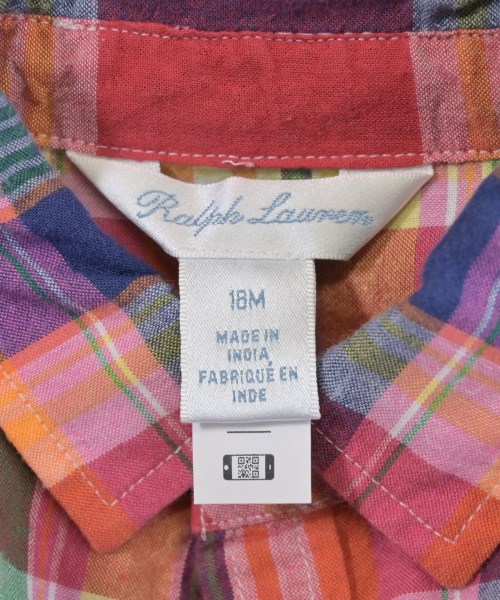 Ralph Lauren
18M
MADE IN
INDIA
FABRIQUÉ EN
INDE